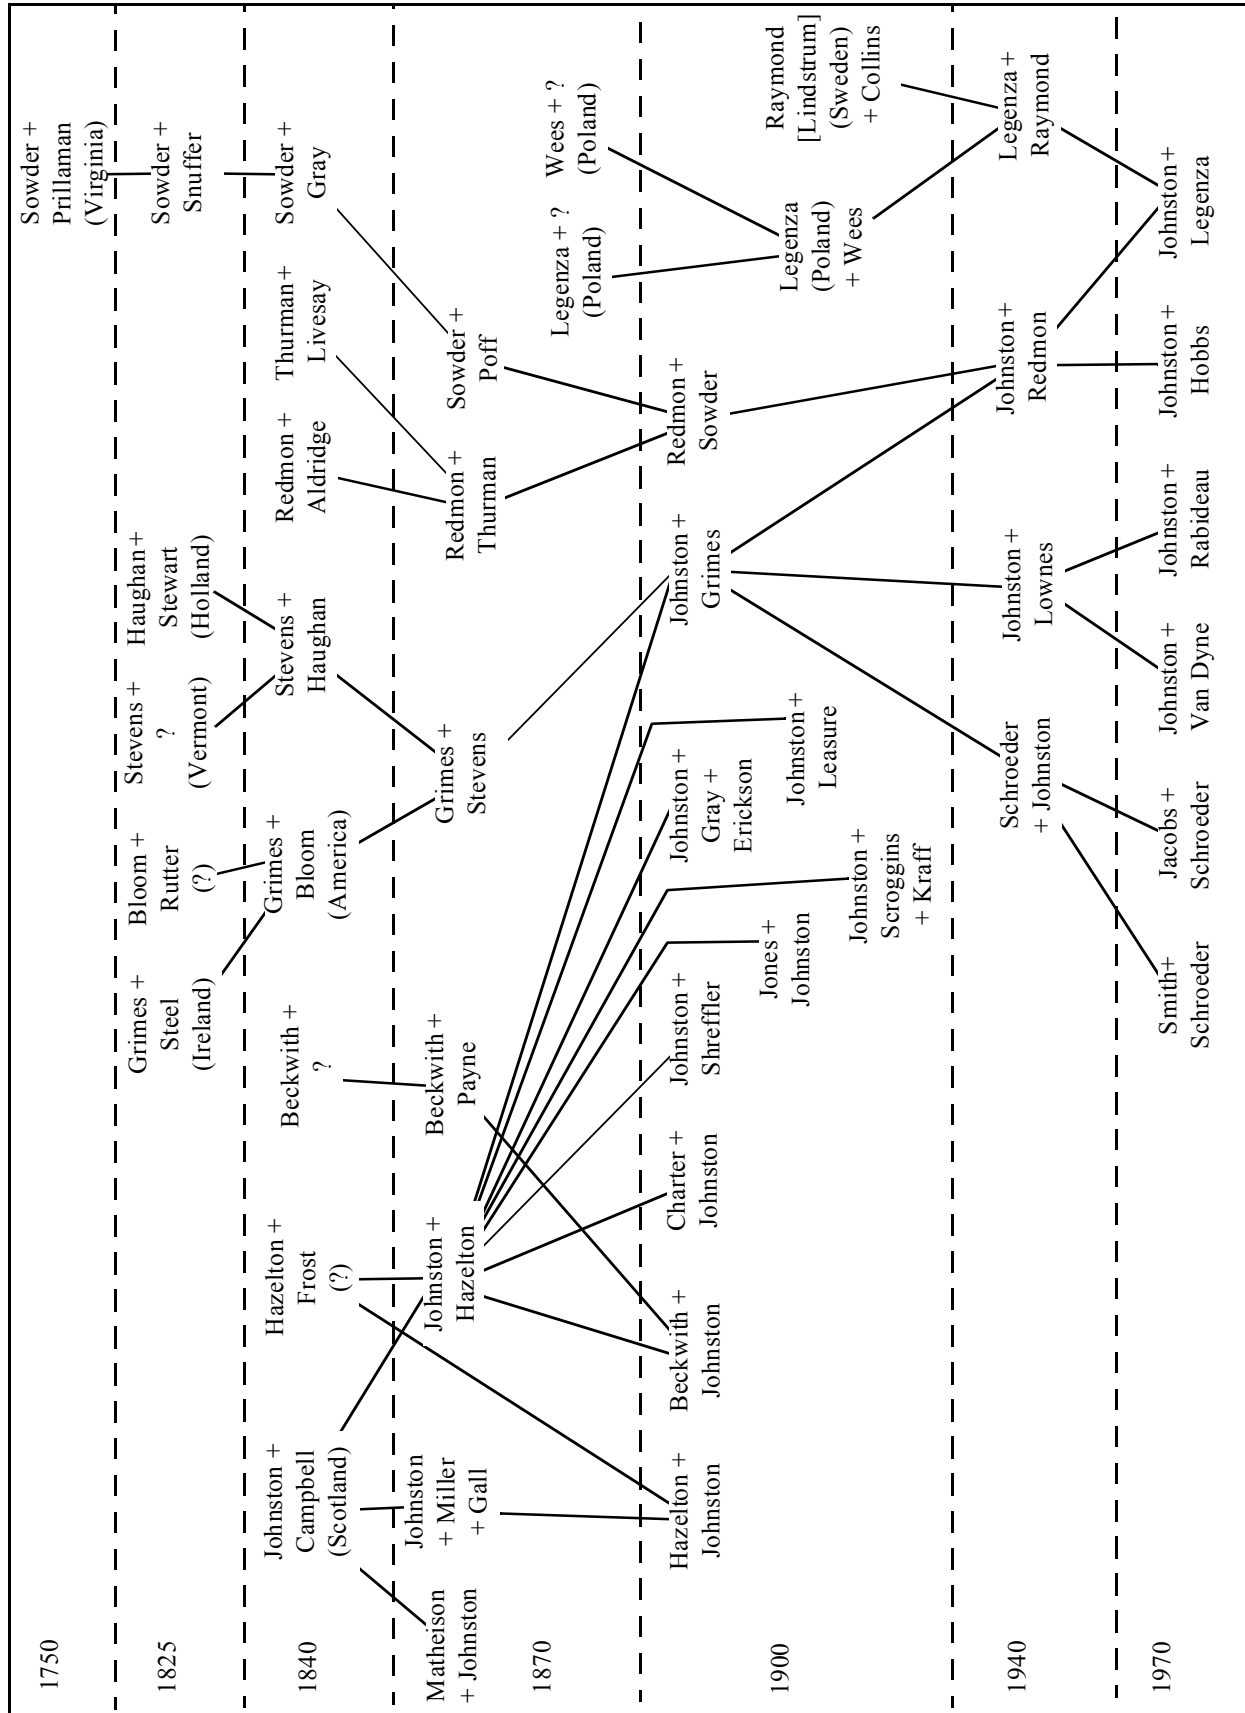 1750
Sowder +
Prillaman
(Virginia)
1825
Grimes +
Steel
(Ireland)
Bloom +
Rutter
(?)
Stevens +
?
(Vermont)
Haughan +
Stewart
(Holland)
Sowder +
Snuffer
1840
Johnston +
Campbell
(Scotland)
Hazelton +
Frost
(?)
Beckwith +
?
Grimes +
Bloom
(America)
Stevens +
Haughan
Redmon +
Aldridge
Thurman +
Livesay
Sowder +
Gray
1870
Matheison
+ Johnston
Johnston
+ Miller
+ Gall
Johnston +
Hazelton
Beckwith +
Payne
Grimes +
Stevens
Redmon +
Thurman
Sowder +
Poff
Legenza + ?
(Poland)
Wees + ?
(Poland)
1900
Hazelton +
Johnston
Beckwith +
Johnston
Charter +
Johnston
Johnston +
Shreffler
Jones +
Johnston
Johnston +
Scroggins
+ Kraff
Johnston +
Gray +
Erickson
Johnston +
Leasure
Johnston +
Grimes
Redmon +
Sowder
Legenza
(Poland)
+ Wees
Raymond
[Lindstrum]
(Sweden)
+ Collins
1940
Schroeder
+ Johnston
Johnston +
Lownes
Johnston +
Redmon
Legenza +
Raymond
1970
Smith+
Schroeder
Jacobs +
Schroeder
Johnston +
Van Dyne
Johnston +
Rabideau
Johnston +
Hobbs
Johnston +
Legenza